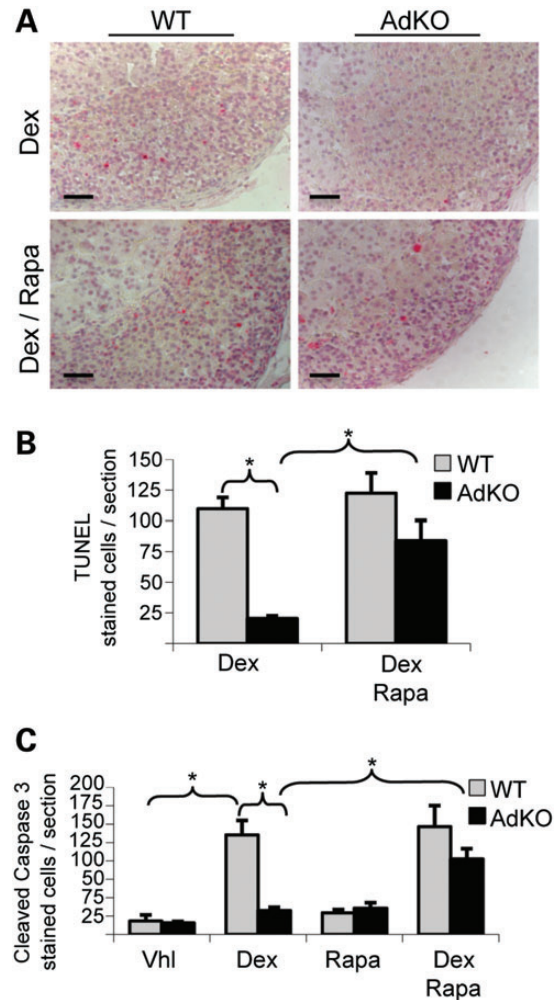 A
WT AdKO
Dex
Dex / Rapa
B
TUNEL
stained cells / section
150
125
100
75
50
25
*
*
WT
AdKO
Dex
Dex
Rapa
C
Cleaved Caspase 3
stained cells / section
200
175
150
125
100
50
75
25
*
*
*
WT
AdKO
Vhl
Dex
Rapa
Dex
Rapa